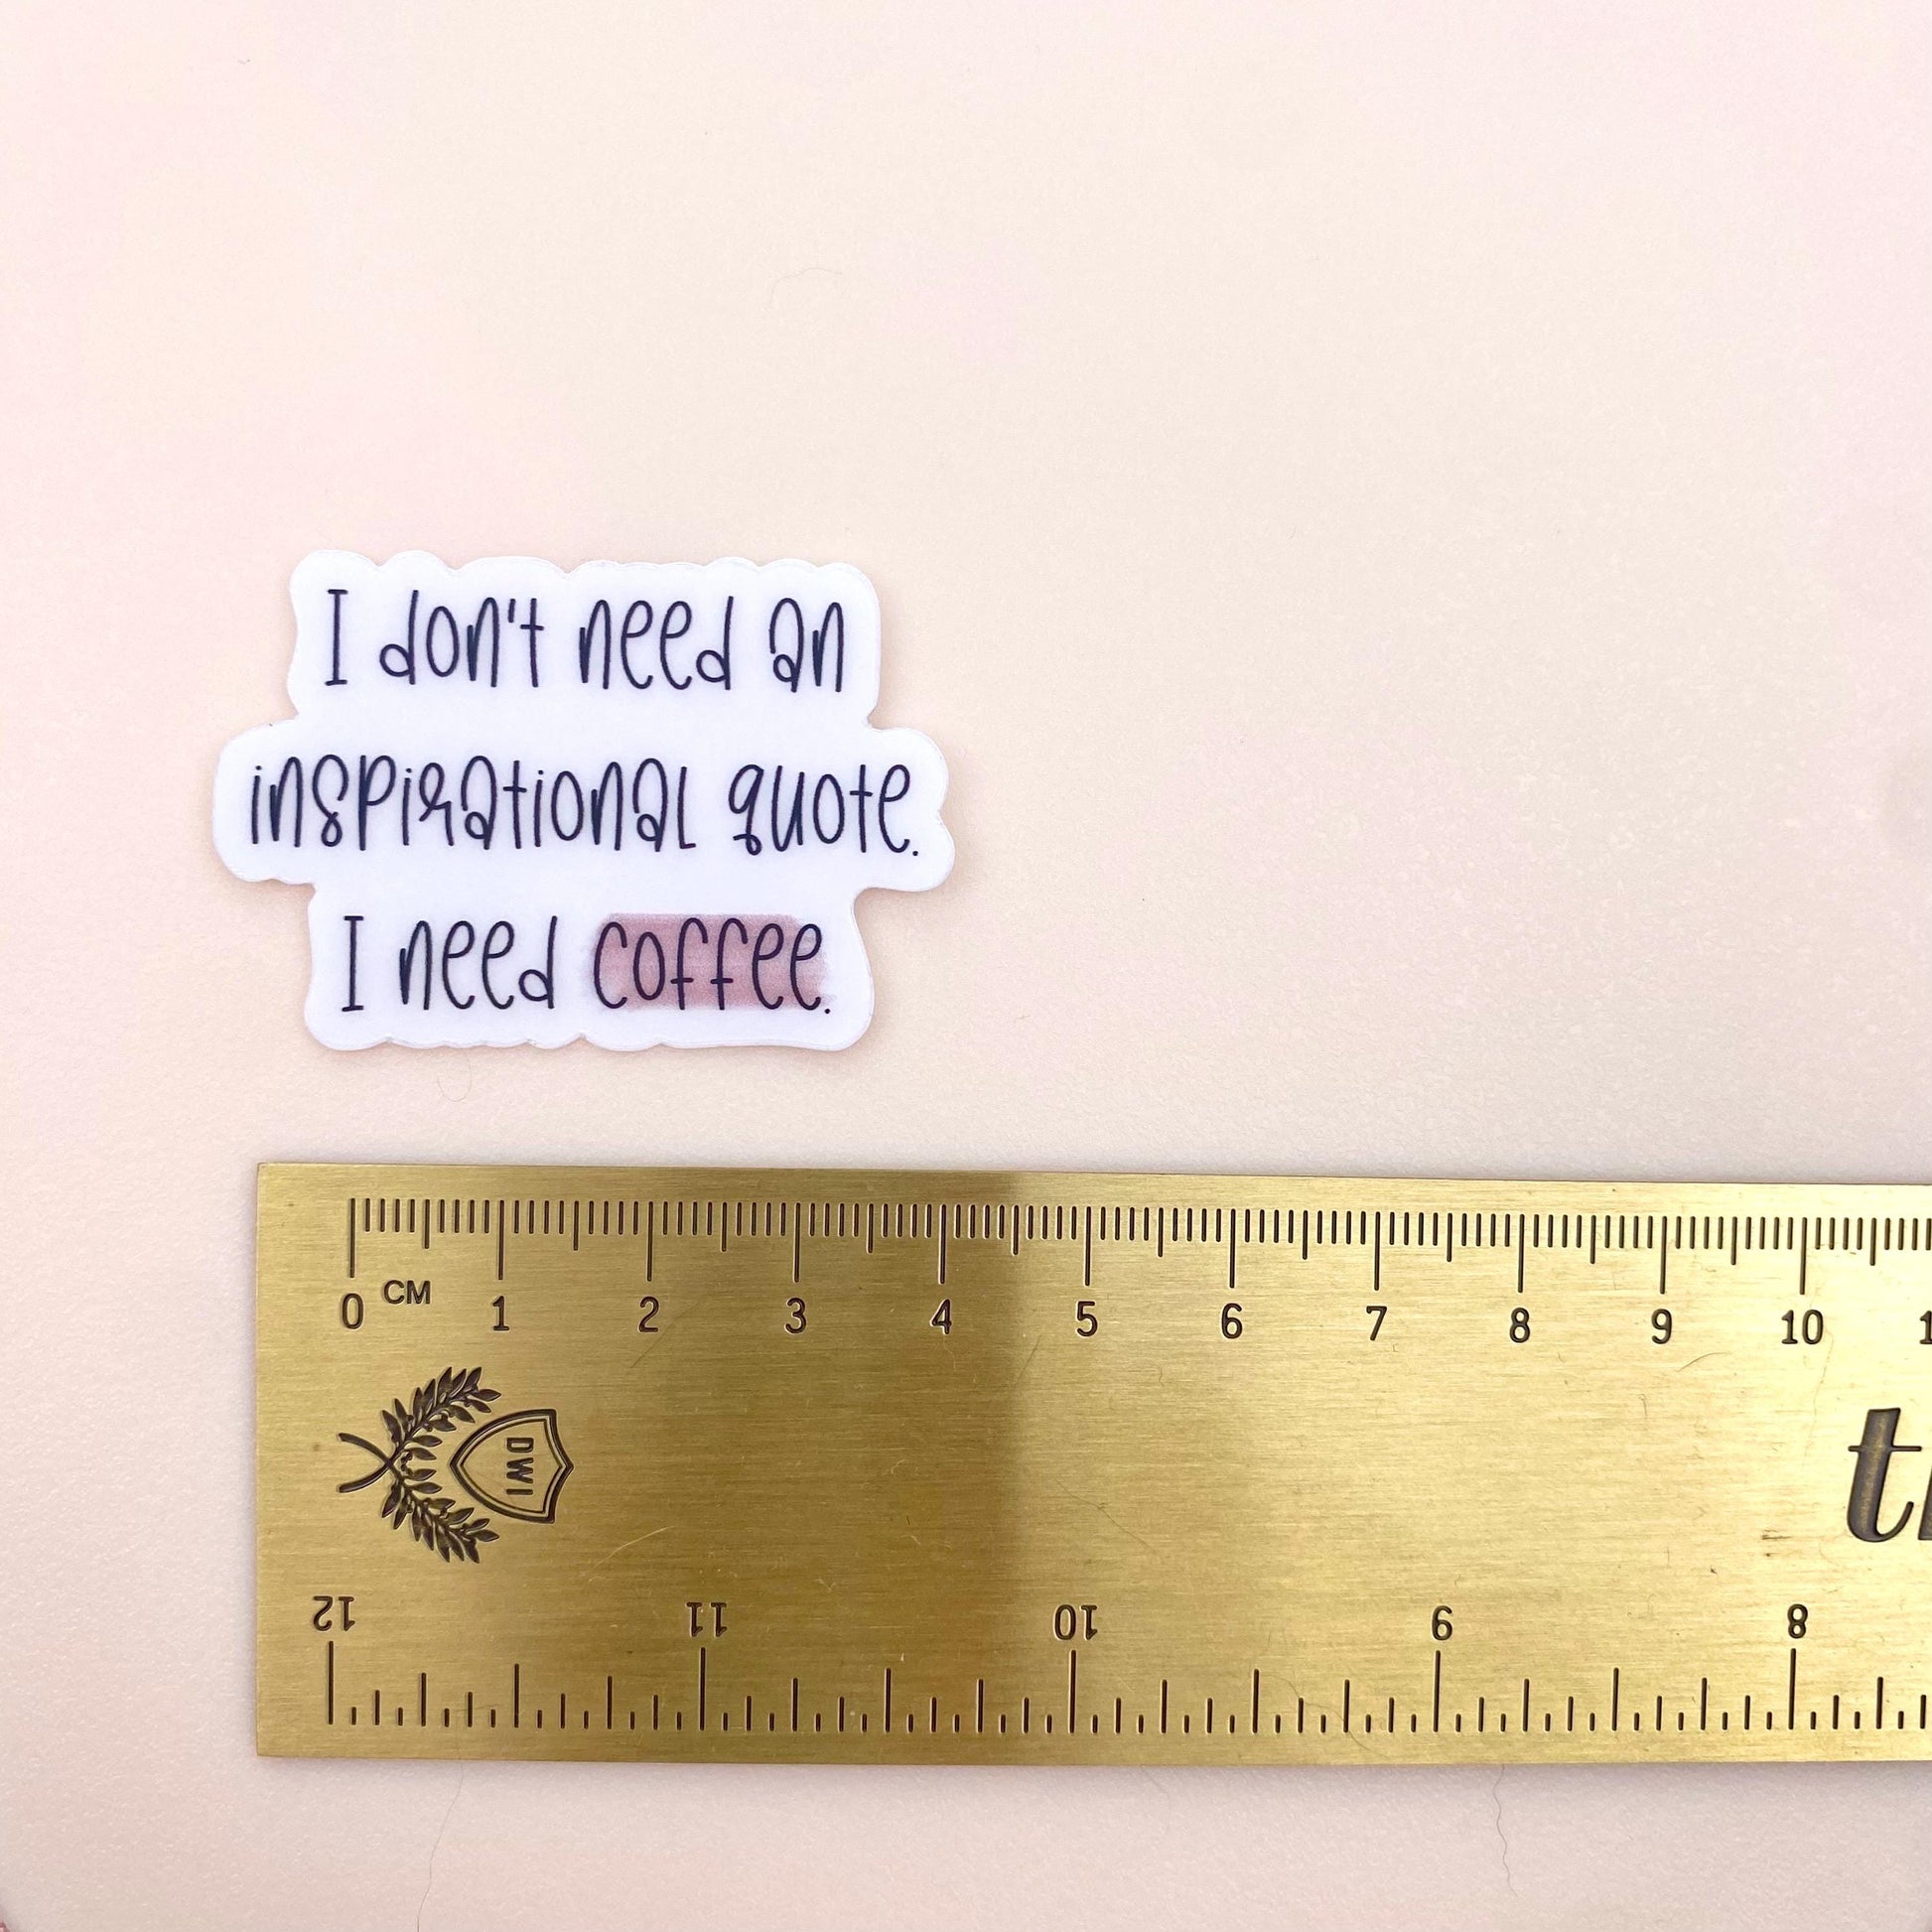 I don't need an
inspirational quote.
I need coffee.
0 CM 1 2 3 4 5 6 7 8 9 10
DWI
12 11 10 9 8